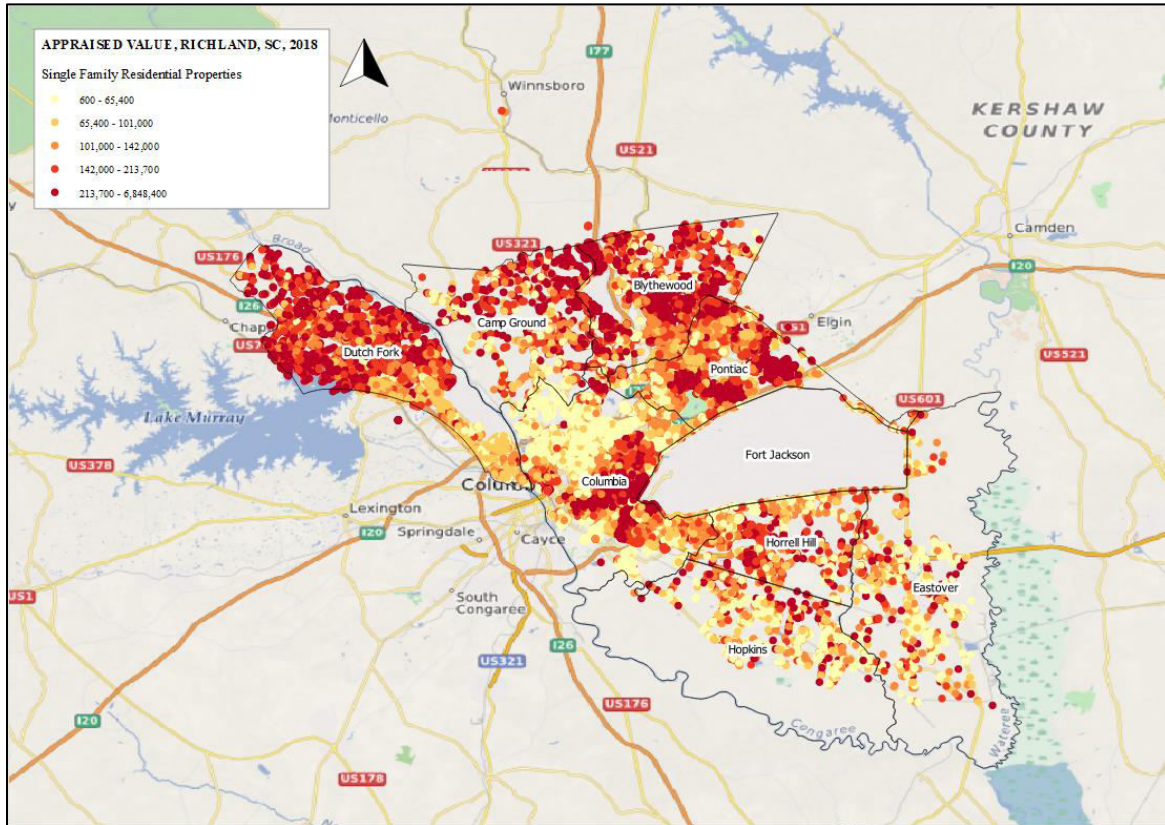 APPRAISED VALUE, RICHLAND, SC, 2018
Single Family Residential Properties
600 - 65,400
65,400 - 101,000
101,000 - 142,000
142,000 - 213,700
213,700 - 6,848,400
I77
Winnsboro
Monticello
US21
KERSHAW
COUNTY
Camden
I20
US176
Broad
US321
I26
Blythewood
Elgin
Camp Ground
Dutch Fork
Pontiac
US521
Lake Murray
US601
US378
Fort Jackson
Columbia
Lexington
I20
Springdale
Cayce
Horrell Hill
Eastover
US1
South
Congaree
Hopkins
I26
US321
US176
I20
Congaree
Wateree
US178